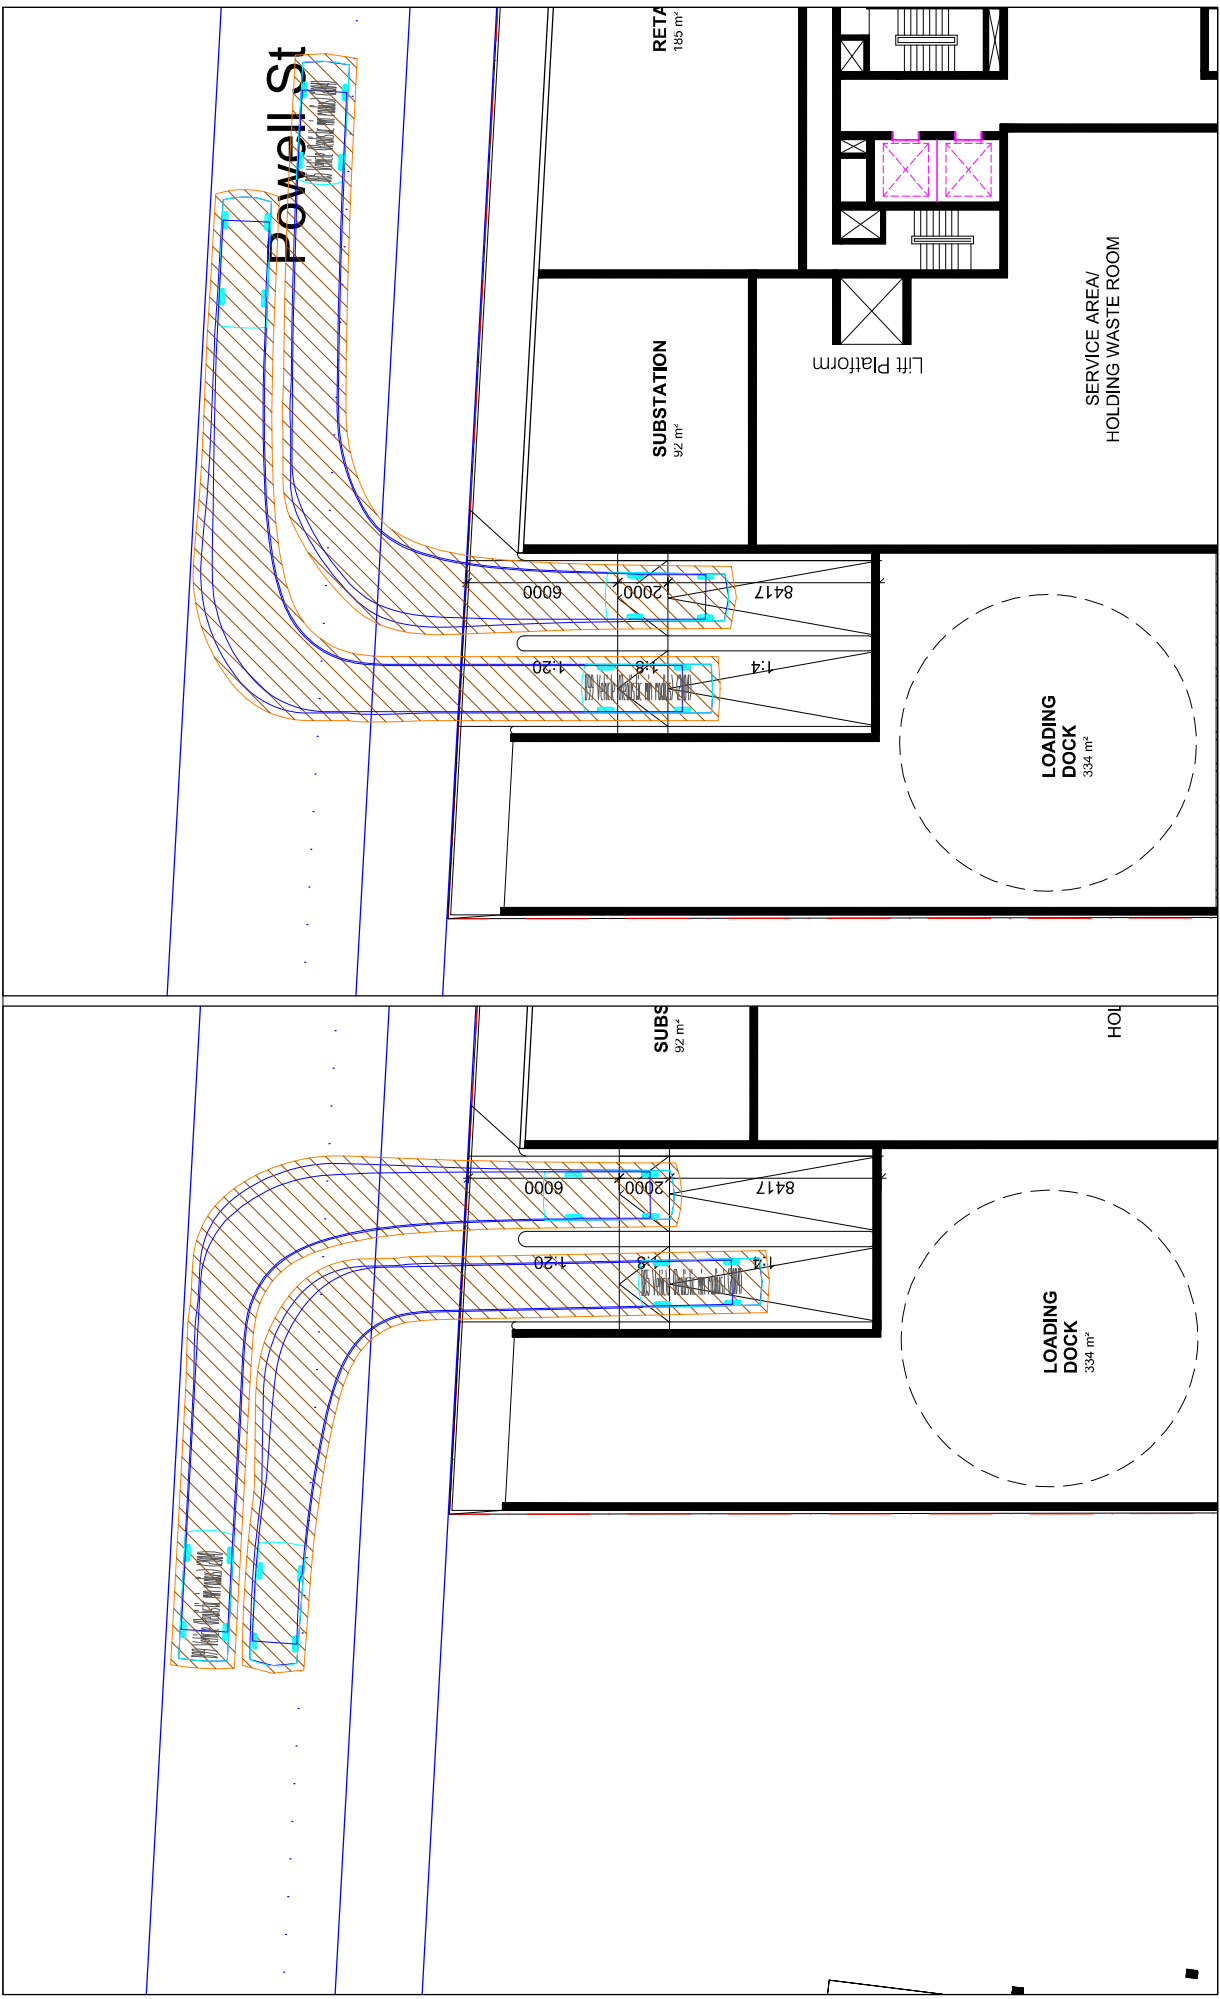 Powell St
RETA
185 m²
SUBSTATION
92 m²
Lift Platform
SERVICE AREA/
HOLDING WASTE ROOM
6000
2000
8417
1:20
1:8
1:4
LOADING
DOCK
334 m²
SUBS
92 m²
HOL
6000
2000
8417
1:20
1:8
1:4
LOADING
DOCK
334 m²